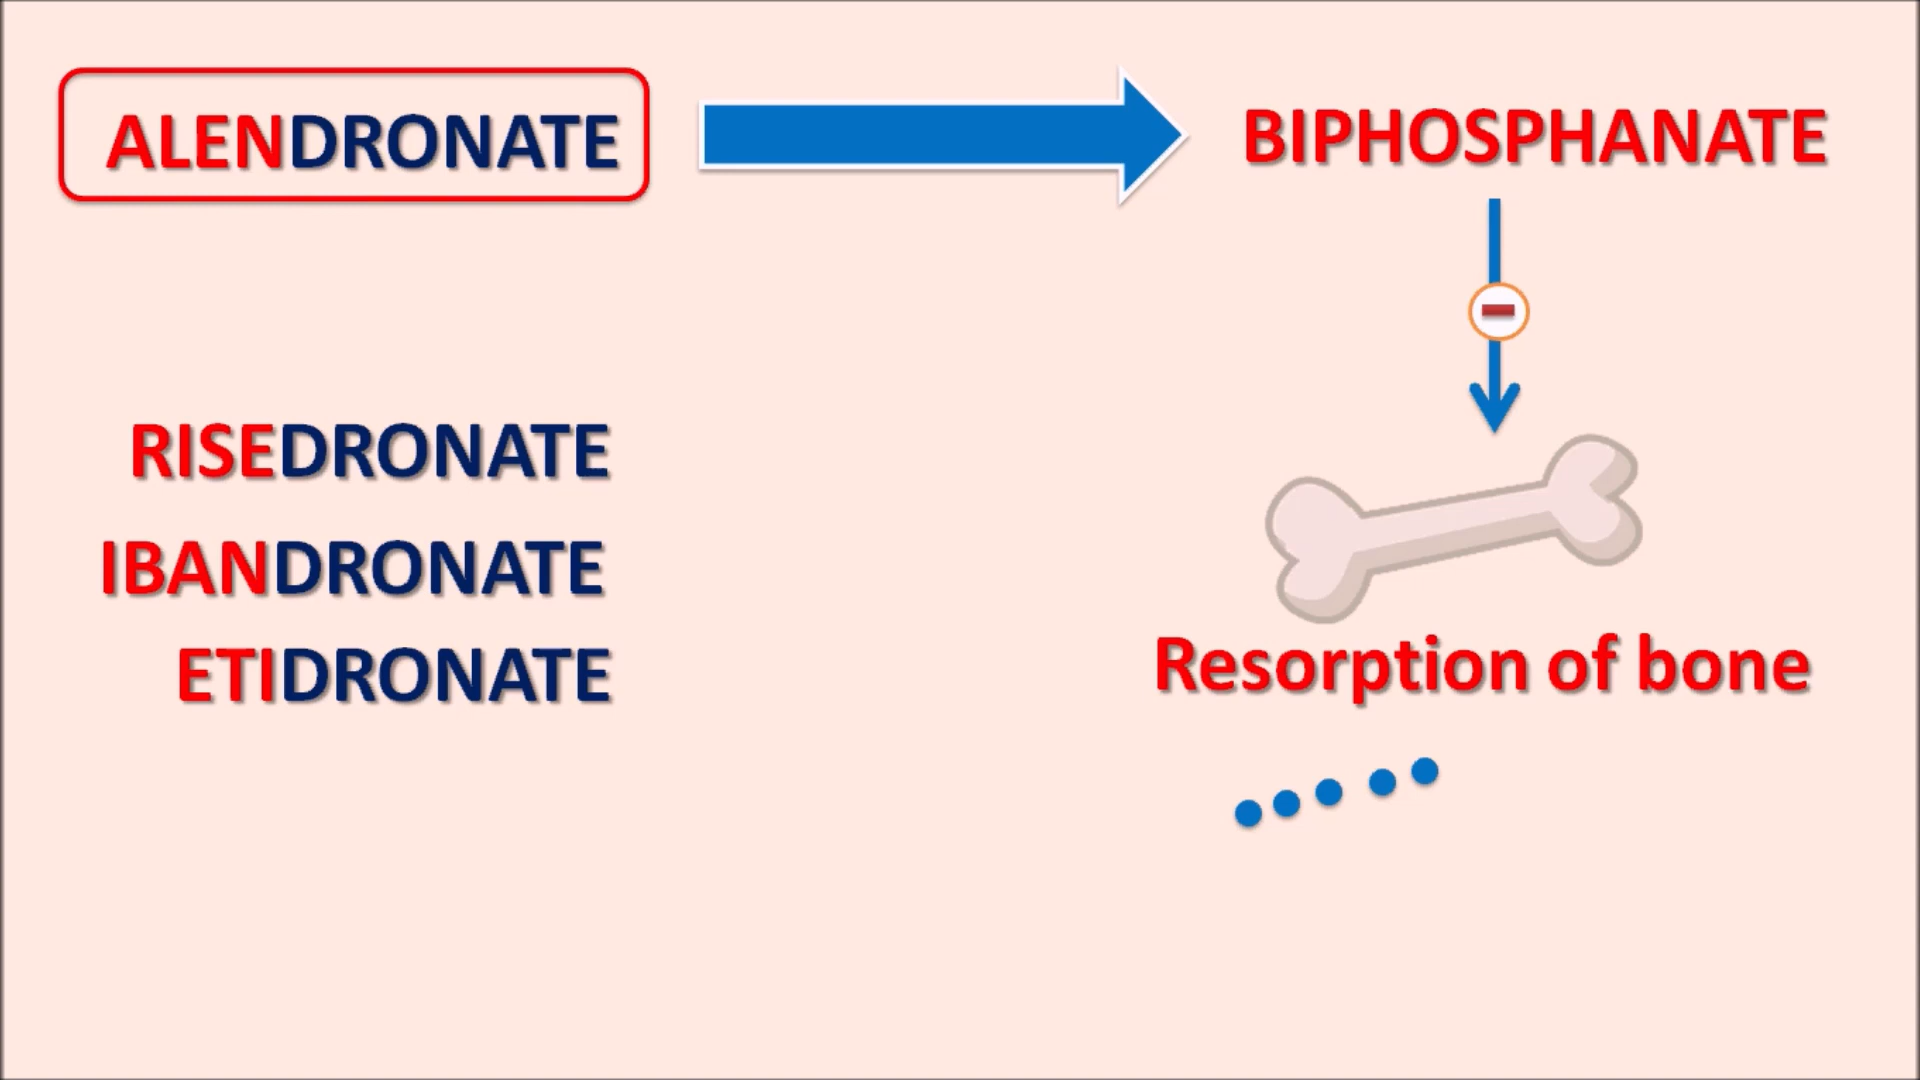 ALENDRONATE
BIPHOSPHANATE
RISEDRONATE
IBANDRONATE
ETIDRONATE
Resorption of bone